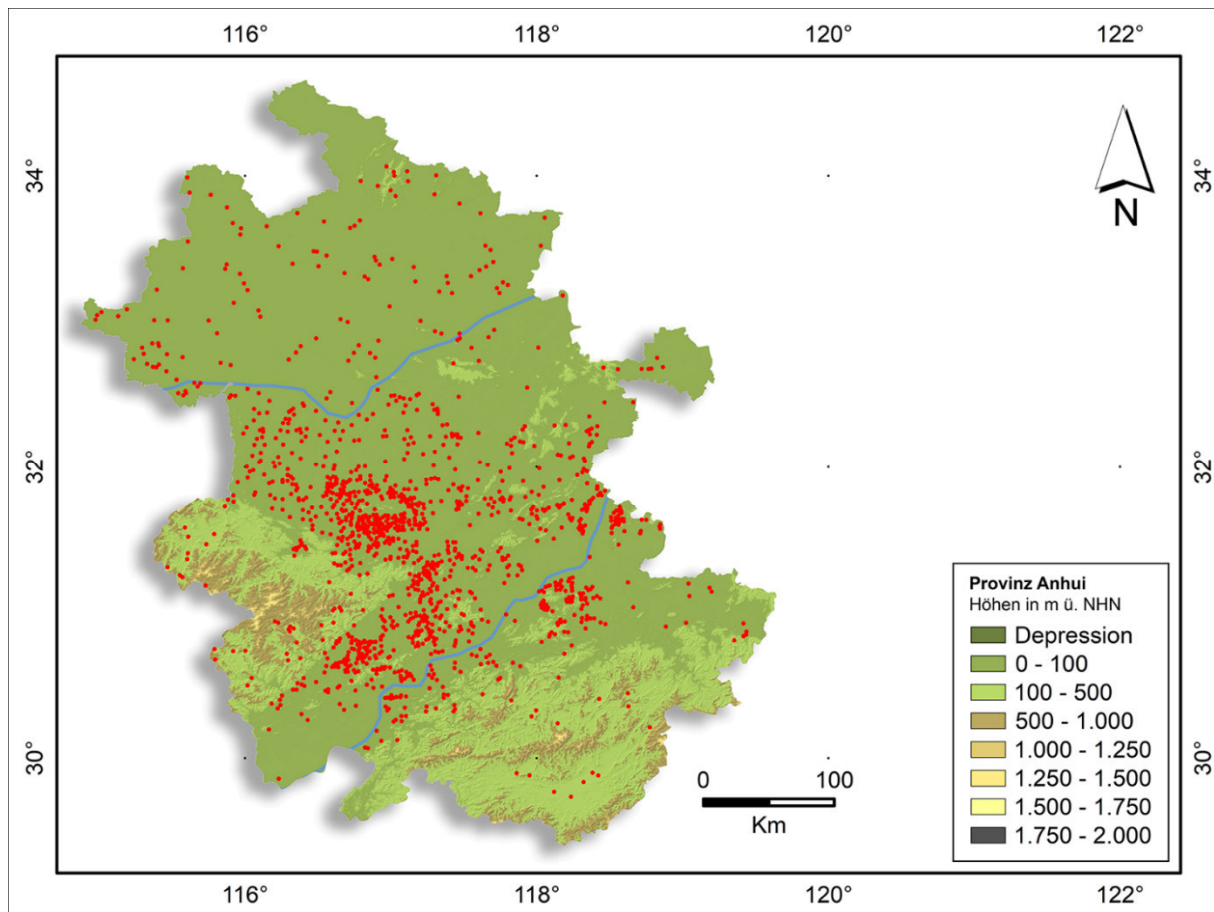 116° 118° 120° 122°
34° 34°
N
32° 32°
30° 30°
Provinz Anhui
Höhen in m ü. NHN
Depression
0 - 100
100 - 500
500 - 1.000
1.000 - 1.250
1.250 - 1.500
1.500 - 1.750
1.750 - 2.000
0 100
Km
116° 118° 120° 122°